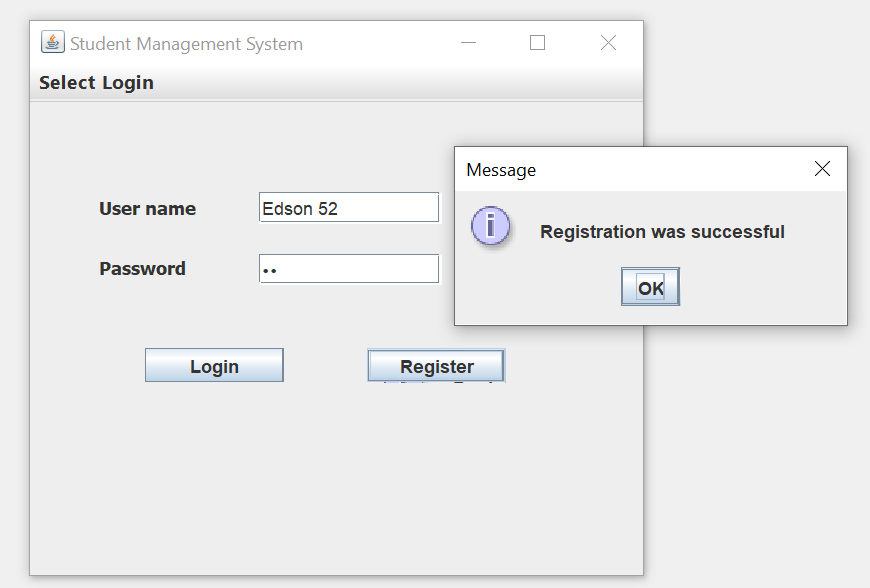 Student Management System
Select Login
Message
User name
Edson 52
Registration was successful
Password
••
OK
Login
Register